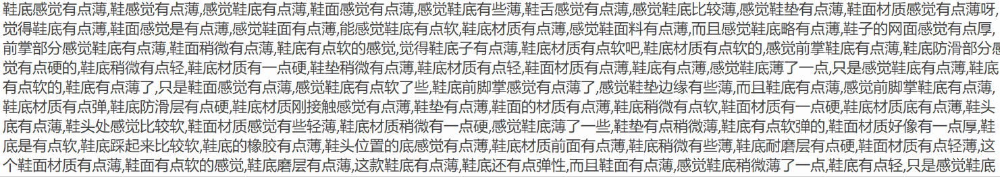 鞋底感觉有点薄,鞋感觉有点薄,感觉鞋底有点薄,鞋面感觉有点薄,感觉鞋底有些薄,鞋舌感觉有点薄,感觉鞋底比较薄,感觉鞋垫有点薄,鞋面材质感觉有点薄呀,
觉得鞋底有点薄,鞋面感觉是有点薄,感觉鞋面有点薄,能感觉鞋底有点软,鞋底材质有点薄,感觉鞋面料有点薄,而且感觉鞋底略有点薄,鞋子的网面感觉有点厚,
前掌部分感觉鞋底有点薄,鞋面稍微有点薄,鞋底有点软的感觉,觉得鞋底子有点薄,鞋底材质有点软吧,鞋底材质有点软的,感觉前掌鞋底有点薄,鞋底防滑部分感
觉有点硬的,鞋底稍微有点轻,鞋底材质有一点硬,鞋垫稍微有点薄,鞋底材质有点轻,鞋面材质有点薄,鞋底有点薄,感觉鞋底薄了一点,只是感觉鞋底有点薄,鞋底
有点软的,鞋底有点薄了,只是鞋面感觉有点薄,感觉鞋底有点软了些,鞋底前脚掌感觉有点薄了,感觉鞋垫边缘有些薄,而且鞋底有点薄,感觉前脚掌鞋底有点薄,
鞋底材质有点弹,鞋底防滑层有点硬,鞋底材质刚接触感觉有点薄,鞋垫有点薄,鞋面的材质有点薄,鞋底稍微有点软,鞋面材质有一点硬,鞋底材质底有点薄,鞋头
底有点薄,鞋头处感觉比较软,鞋面材质感觉有些轻薄,鞋底材质稍微有一点硬,感觉鞋底薄了一些,鞋垫有点稍微薄,鞋底有点软弹的,鞋面材质好像有一点厚,鞋
底是有点软,鞋底踩起来比较软,鞋底的橡胶有点薄,鞋头位置的底感觉有点薄,鞋底材质前面有点薄,鞋底稍微有些薄,鞋底耐磨层有点硬,鞋面材质有点轻薄,这
个鞋面材质有点薄,鞋面有点软的感觉,鞋底磨层有点薄,这款鞋底有点薄,鞋底还有点弹性,而且鞋面有点薄,感觉鞋底稍微薄了一点,鞋底有点轻,只是感觉鞋底